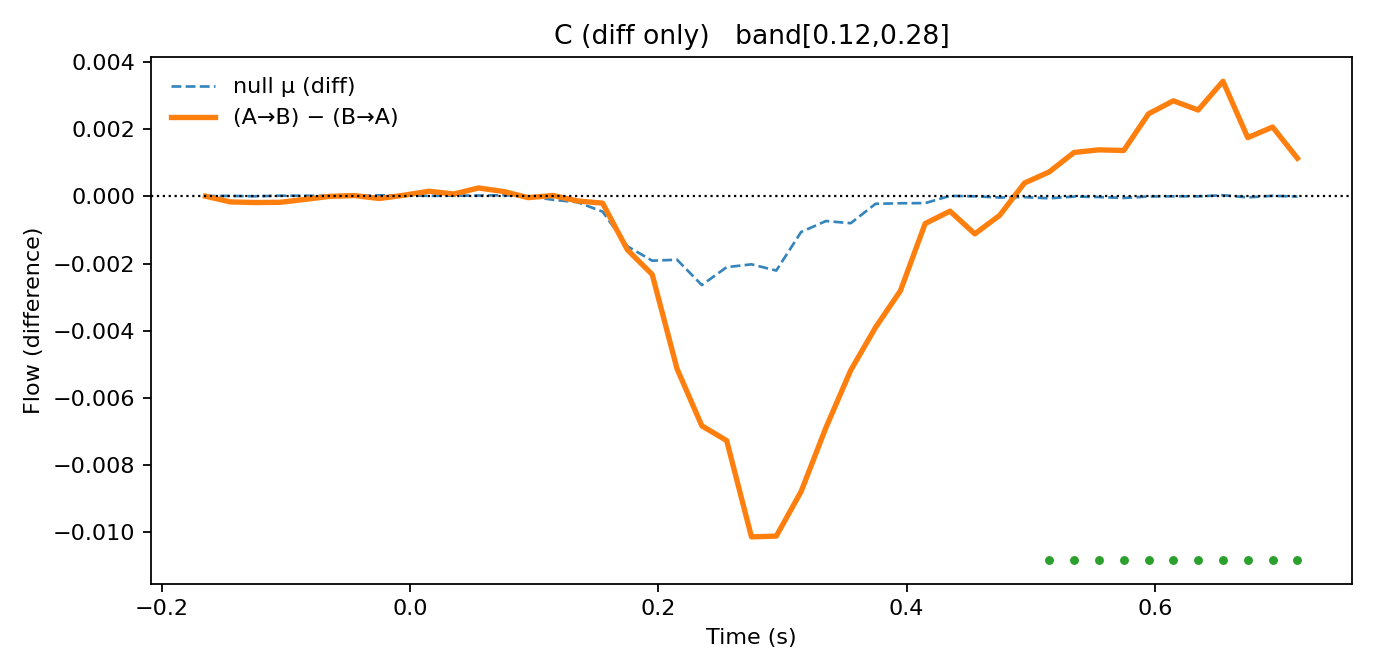 C (diff only)   band[0.12,0.28]
null μ (diff)
(A→B) − (B→A)
0.004
0.002
0.000
−0.002
−0.004
−0.006
−0.008
−0.010
Flow (difference)
−0.2
0.0
0.2
0.4
0.6
Time (s)